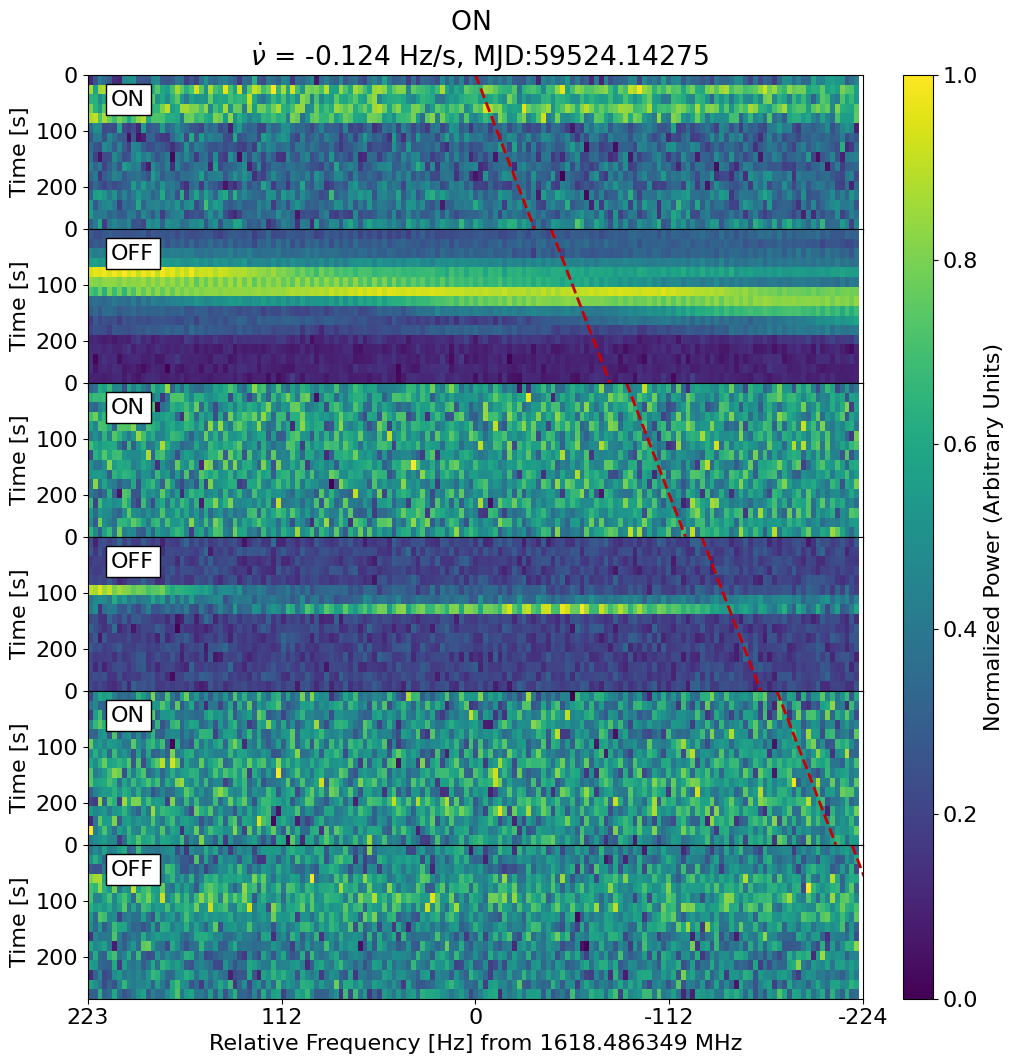 ON
ν̇ = -0.124 Hz/s, MJD:59524.14275
0
ON
100
200
Time [s]
0
OFF
100
200
Time [s]
0
ON
100
200
Time [s]
0
OFF
100
200
Time [s]
0
ON
100
200
Time [s]
0
OFF
100
200
Time [s]
223 112 0 -112 -224
Relative Frequency [Hz] from 1618.486349 MHz
1.0
0.8
0.6
0.4
0.2
0.0
Normalized Power (Arbitrary Units)